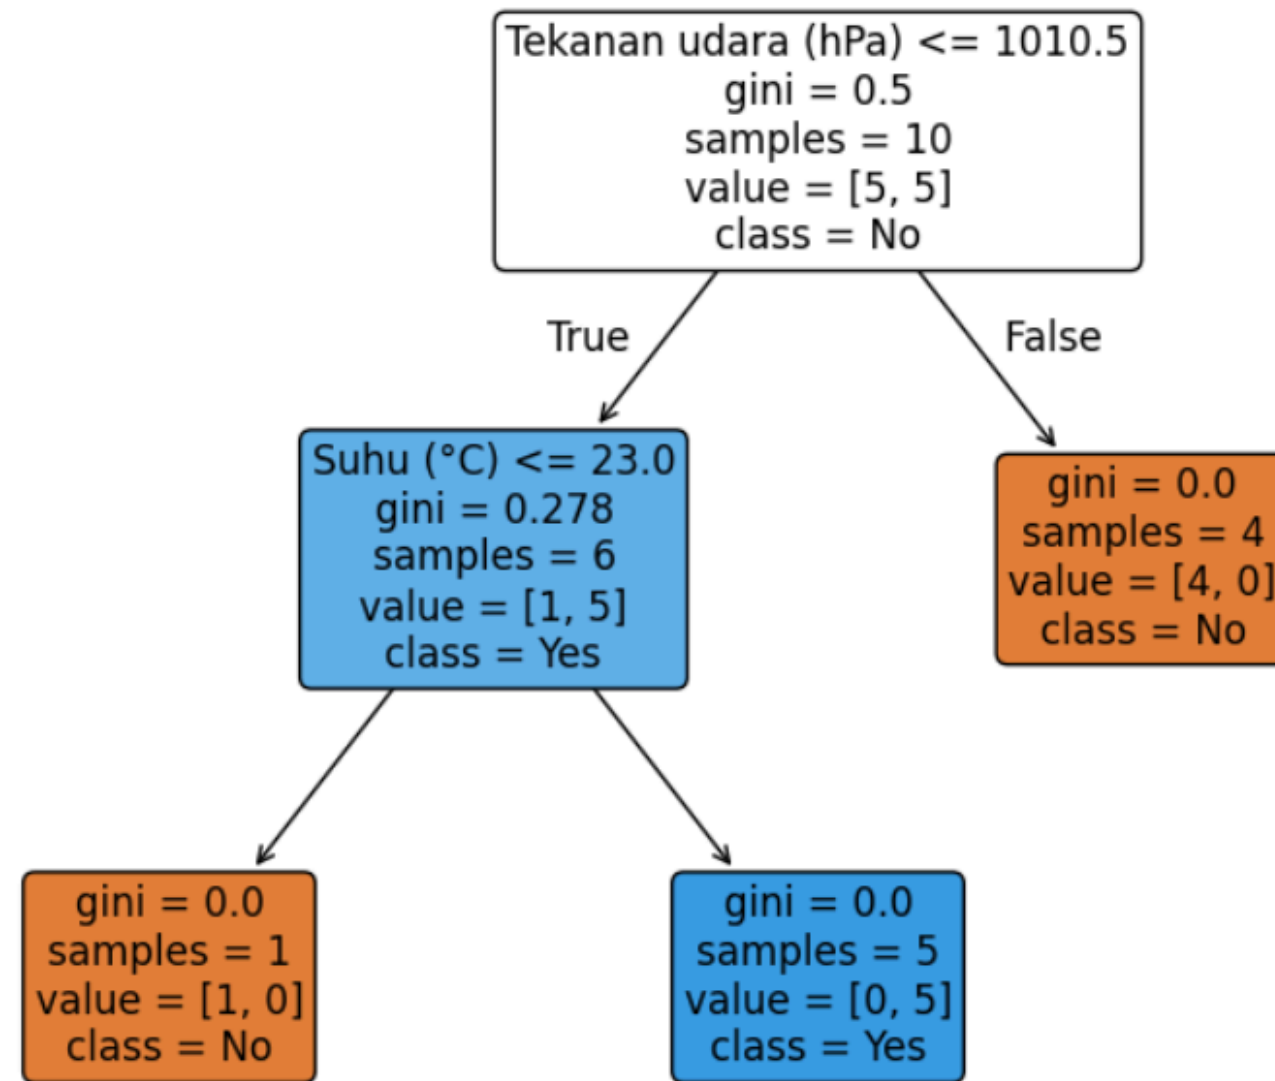 Tekanan udara (hPa) <= 1010.5
gini = 0.5
samples = 10
value = [5, 5]
class = No
True
False
Suhu (°C) <= 23.0
gini = 0.278
samples = 6
value = [1, 5]
class = Yes
gini = 0.0
samples = 4
value = [4, 0]
class = No
gini = 0.0
samples = 1
value = [1, 0]
class = No
gini = 0.0
samples = 5
value = [0, 5]
class = Yes